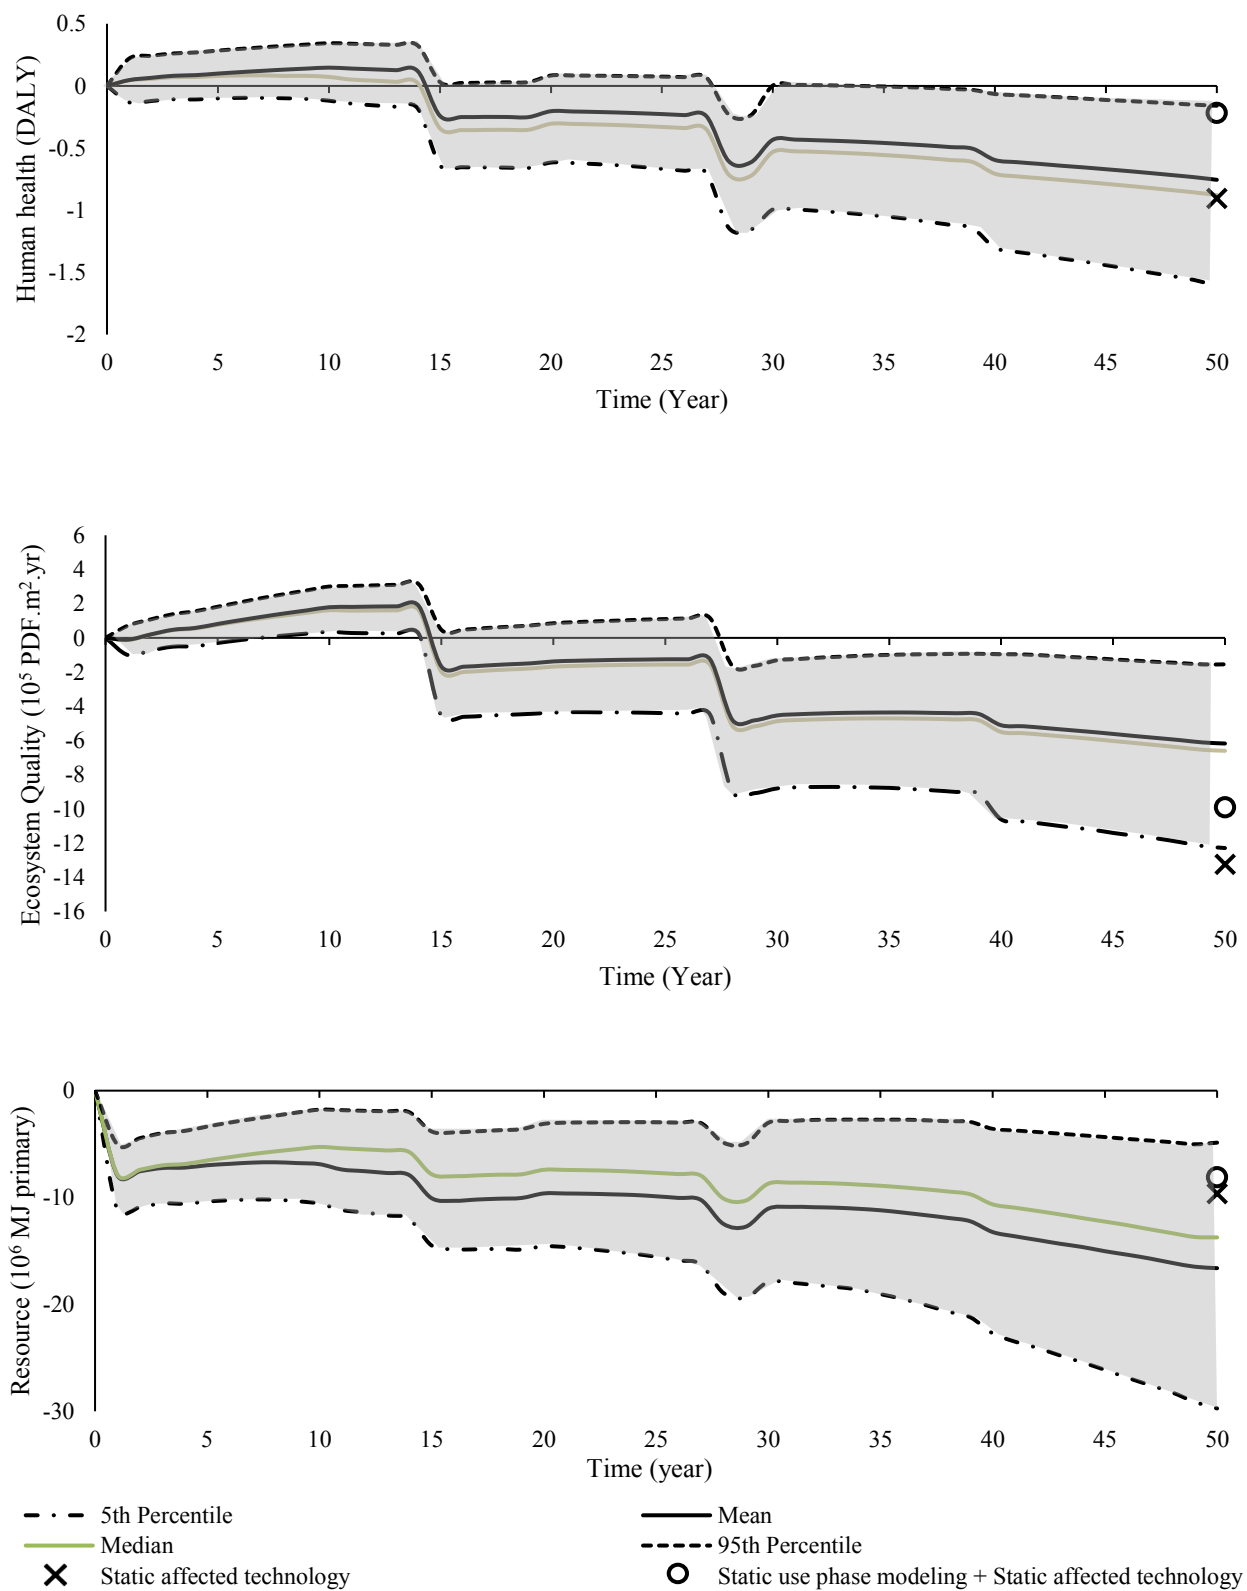 Human health (DALY)
0.5
0
-0.5
-1
-1.5
-2
0 5 10 15 20 25 30 35 40 45 50
Time (Year)
Ecosystem Quality (10⁵ PDF.m².yr)
6
4
2
0
-2
-4
-6
-8
-10
-12
-14
-16
0 5 10 15 20 25 30 35 40 45 50
Time (Year)
Resource (10⁶ MJ primary)
0
-10
-20
-30
0 5 10 15 20 25 30 35 40 45 50
Time (year)
5th Percentile Mean
Median 95th Percentile
Static affected technology Static use phase modeling + Static affected technology